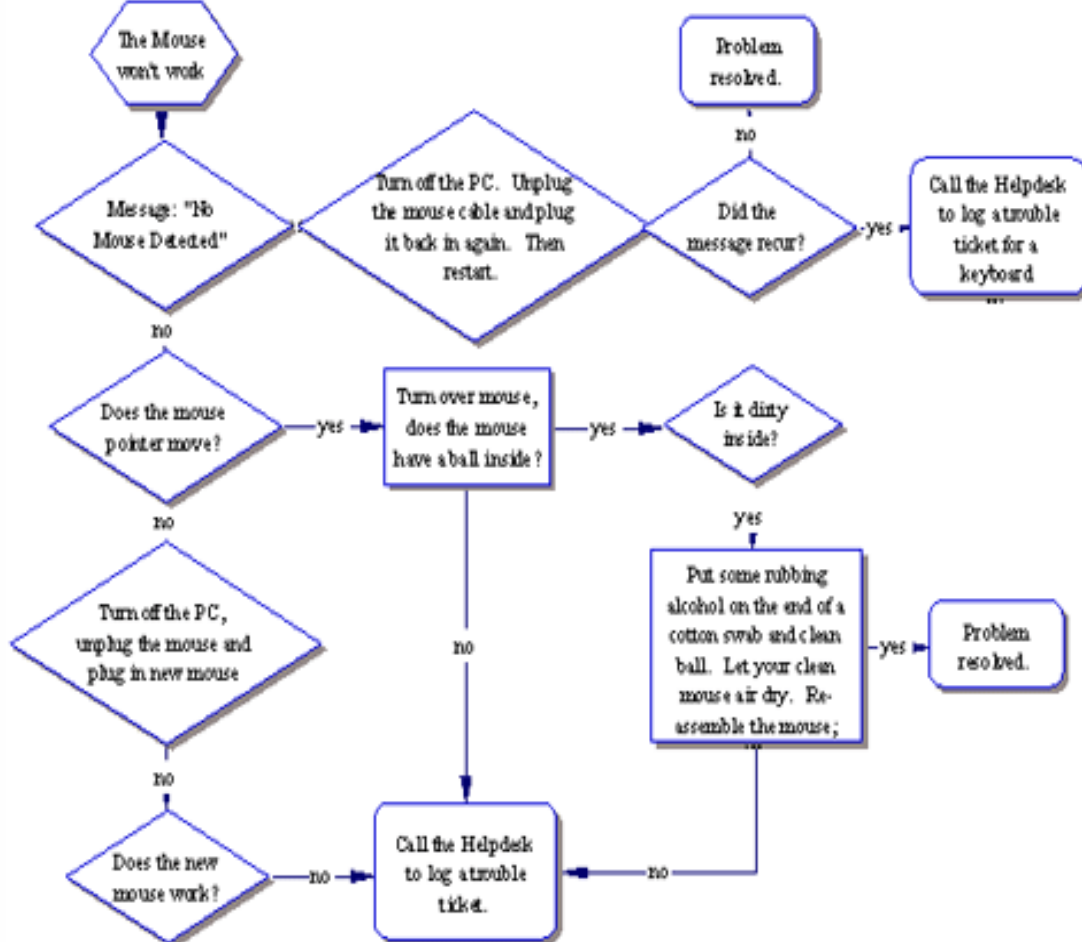 The Mouse
won't work
Problem
resolved.
no
Message: "No
Mouse Detected"
Turn off the PC. Unplug
the mouse cable and plug
it back in again. Then
restart.
Did the
message recur?
yes
Call the Helpdesk
to log a trouble
ticket for a
keyboard
no
Does the mouse
pointer move?
yes
Turn over mouse,
does the mouse
have a ball inside?
yes
Is it dirty
inside?
no
yes
Turn off the PC,
unplug the mouse and
plug in new mouse
no
Put some rubbing
alcohol on the end of a
cotton swab and clean
ball. Let your clean
mouse air dry. Re-
assemble the mouse;
yes
Problem
resolved.
no
Does the new
mouse work?
no
Call the Helpdesk
to log a trouble
ticket.
no